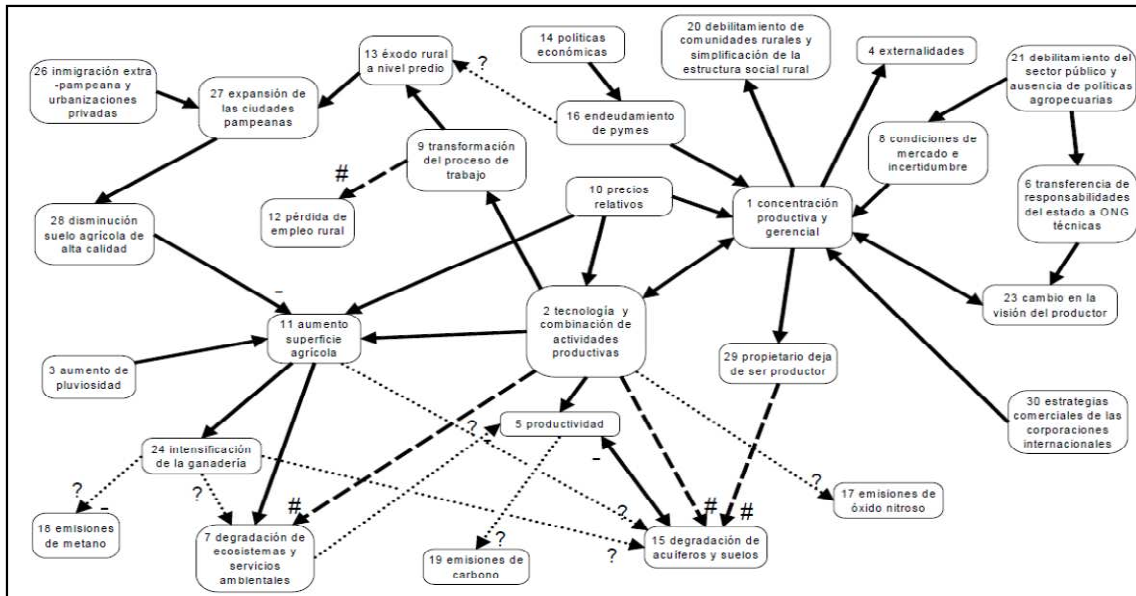 20 debilitamiento de
comunidades rurales y
simplificación de la
estructura social rural
14 políticas
económicas
4 externalidades
13 éxodo rural
a nivel predio
?
21 debilitamiento del
sector público y
ausencia de políticas
agropecuarias
26 inmigración extra
-pampeana y
urbanizaciones
privadas
27 expansión de
las ciudades
pampeanas
16 endeudamiento
de pymes
8 condiciones de
mercado e
incertidumbre
9 transformación
del proceso de
trabajo
#
12 pérdida de
empleo rural
10 precios
relativos
1 concentración
productiva y
gerencial
6 transferencia de
responsabilidades
del estado a ONG
técnicas
28 disminución
suelo agrícola de
alta calidad
-
23 cambio en la
visión del productor
11 aumento
superficie
agrícola
2 tecnología y
combinación de
actividades
productivas
29 propietario deja
de ser productor
3 aumento de
pluviosidad
30 estrategias
comerciales de las
corporaciones
internacionales
5 productividad
?
?
-
24 intensificación
de la ganadería
?
-
?
#
#
#
?
17 emisiones de
óxido nitroso
18 emisiones
de metano
7 degradación de
ecosistemas y
servicios
ambientales
?
19 emisiones de
carbono
?
?
15 degradación de
acuíferos y suelos